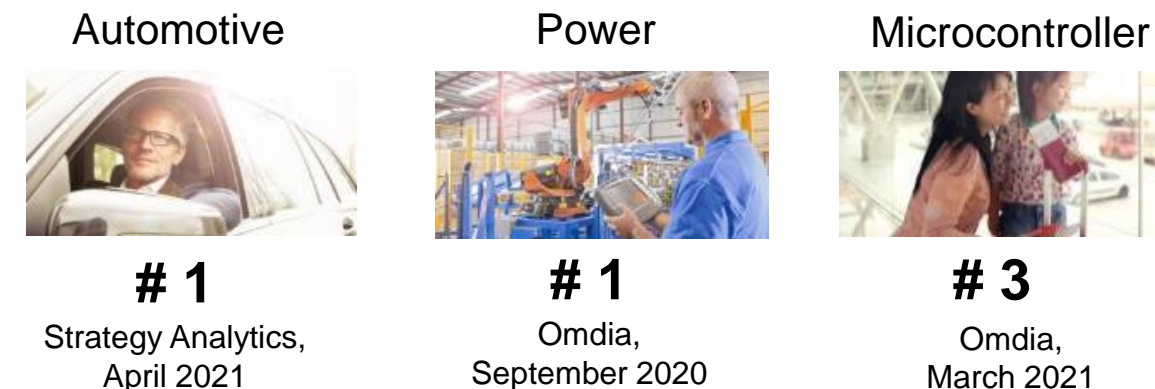 Automotive
Power
Microcontroller
# 1
# 1
# 3
Strategy Analytics,
April 2021
Omdia,
September 2020
Omdia,
March 2021